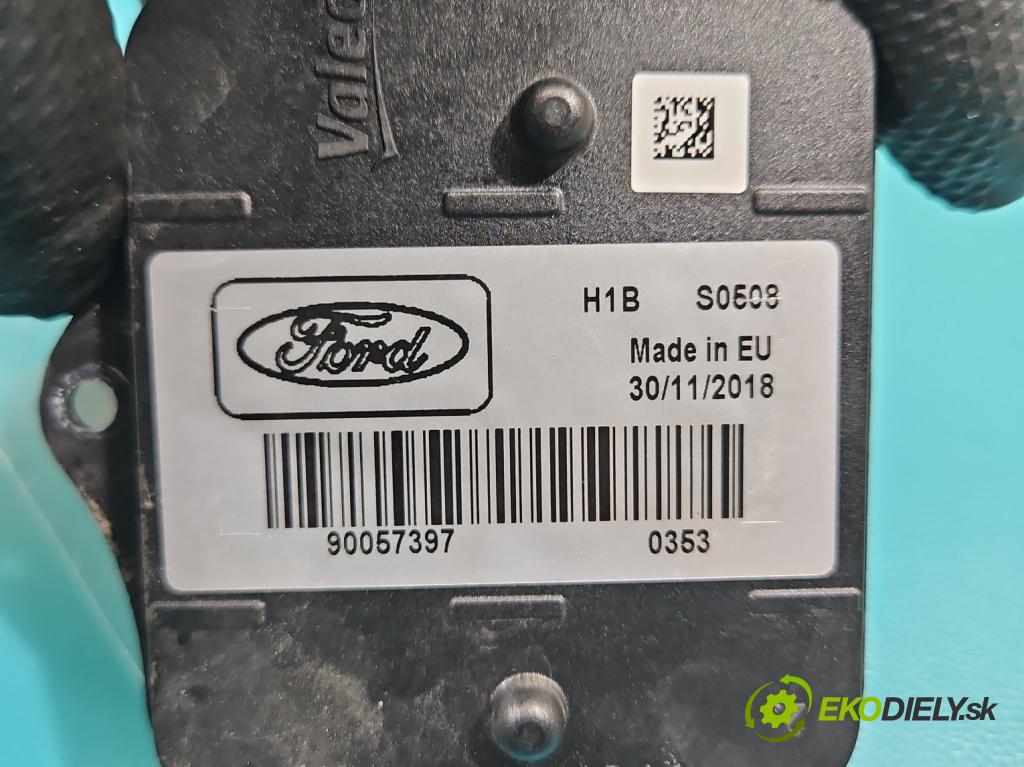 Valeo
H1B S0508
Ford
Made in EU
30/11/2018
90057397 0353
EKODIELY.sk